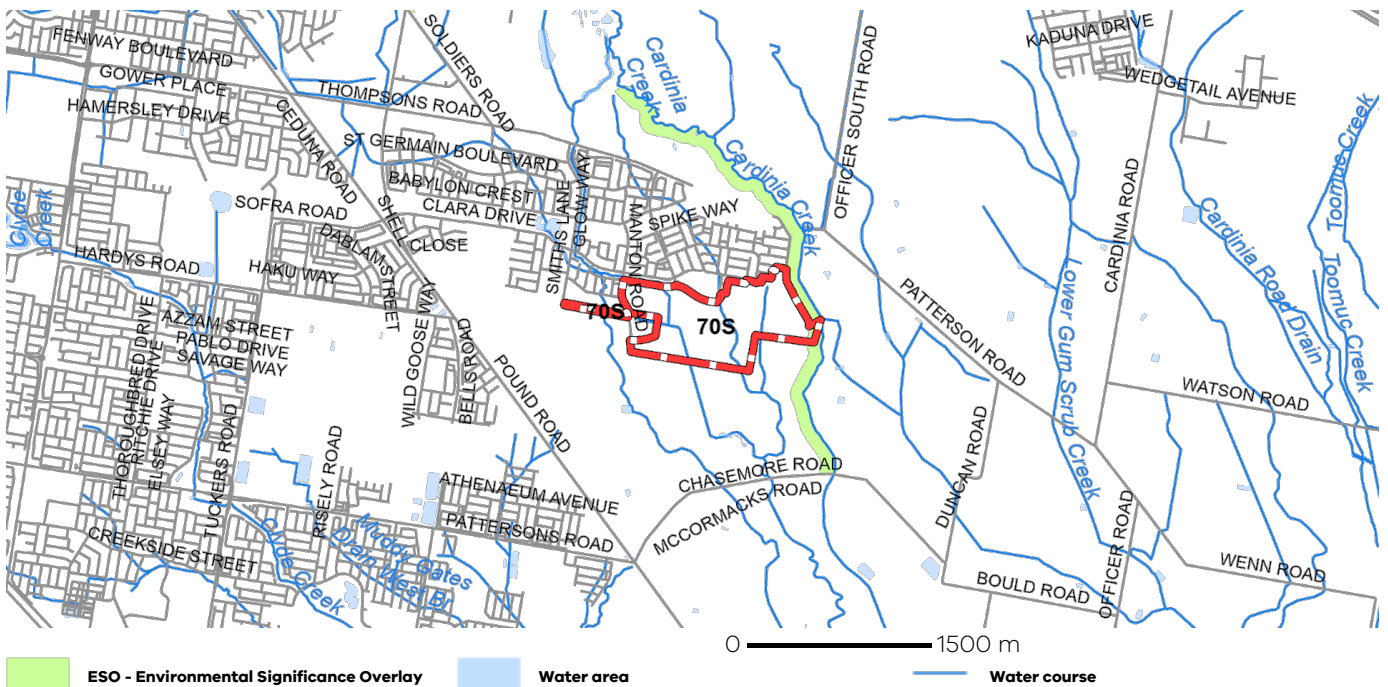 FENWAY BOULEVARD
GOWER PLACE
HAMERSLEY DRIVE
CEDUNA ROAD
THOMPSONS ROAD
SOLDIERS ROAD
ST GERMAIN BOULEVARD
BABYLON CREST
CLARA DRIVE
SOFRA ROAD
SHELL
CLOSE
DABLAM STREET
HAKU WAY
HARDYS ROAD
Clyde
Creek
SMITHS LANE
GLOW WAY
MANTON ROAD
SPIKE WAY
Cardinia
Creek
Cardinia Creek
OFFICER SOUTH ROAD
KADUNA DRIVE
WEDGETAIL AVENUE
Toomuc Creek
Toomuc Creek
CARDINIA ROAD
Cardinia Road Drain
Lower Gum Scrub Creek
PATTERSON ROAD
WATSON ROAD
70S
70S
AZZAM STREET
PABLO DRIVE
SAVAGE WAY
THOROUGHBRED DRIVE
RITCHIE DRIVE
ELSEY WAY
TUCKERS ROAD
WILD GOOSE WAY
BELLS ROAD
POUND ROAD
RISELY ROAD
ATHENAEUM AVENUE
PATTERSONS ROAD
CHASEMORE ROAD
MCCORMACKS ROAD
DUNCAN ROAD
OFFICER ROAD
WENN ROAD
BOULD ROAD
CREEKSIDE STREET
Clyde Creek
Muddy Gates
Drain West Br
0 1500 m
ESO - Environmental Significance Overlay
Water area
Water course